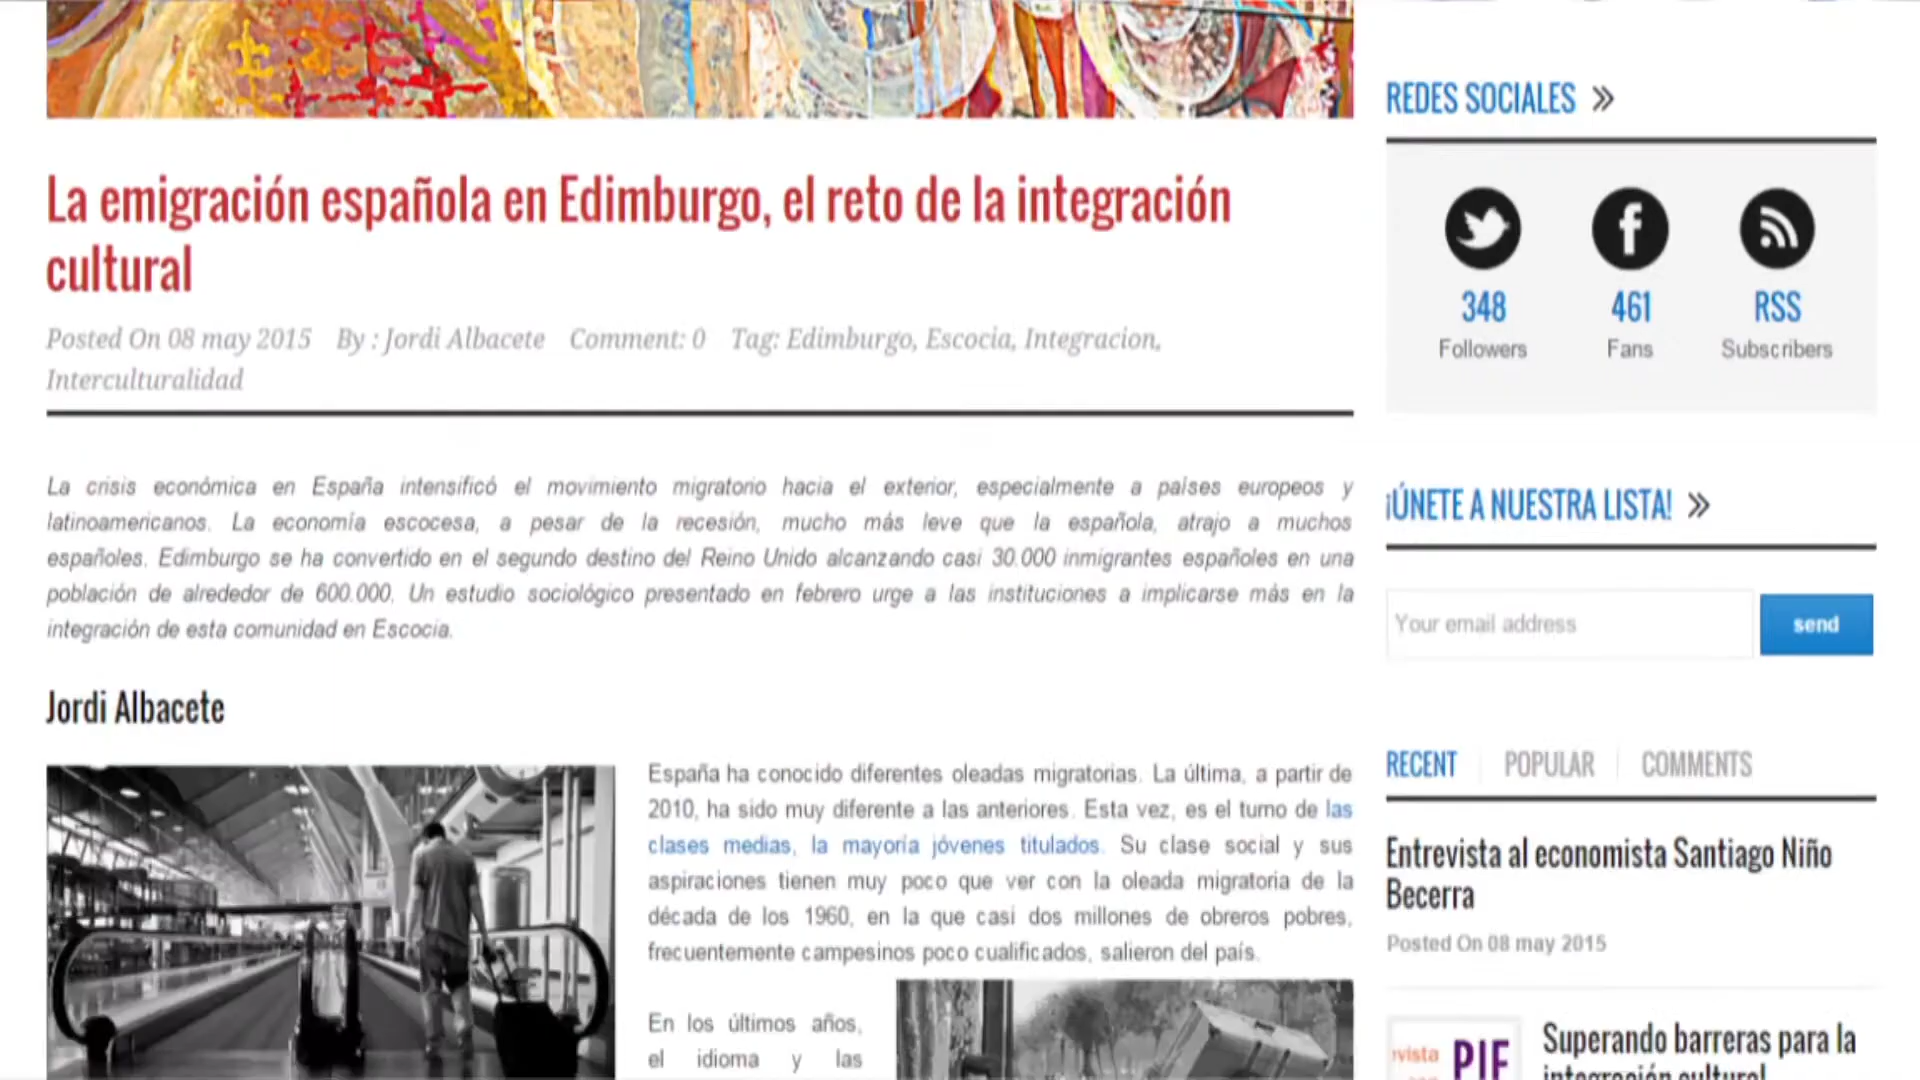 La emigración española en Edimburgo, el reto de la integración
cultural
Posted On 08 may 2015 By : Jordi Albacete Comment: 0 Tag: Edimburgo, Escocia, Integracion,
Interculturalidad
La crisis económica en España intensificó el movimiento migratorio hacia el exterior, especialmente a países europeos y
latinoamericanos. La economía escocesa, a pesar de la recesión, mucho más leve que la española, atrajo a muchos
españoles. Edimburgo se ha convertido en el segundo destino del Reino Unido alcanzando casi 30.000 inmigrantes españoles en una
población de alrededor de 600.000. Un estudio sociológico presentado en febrero urge a las instituciones a implicarse más en la
integración de esta comunidad en Escocia.
Jordi Albacete
España ha conocido diferentes oleadas migratorias. La última, a partir de
2010, ha sido muy diferente a las anteriores. Esta vez, es el turno de las
clases medias, la mayoría jóvenes titulados. Su clase social y sus
aspiraciones tienen muy poco que ver con la oleada migratoria de la
década de los 1960, en la que casi dos millones de obreros pobres,
frecuentemente campesinos poco cualificados, salieron del país.
En los últimos años,
el idioma y las
REDES SOCIALES »
348
Followers
461
Fans
RSS
Subscribers
¡ÚNETE A NUESTRA LISTA! »
Your email address
send
RECENT POPULAR COMMENTS
Entrevista al economista Santiago Niño
Becerra
Posted On 08 may 2015
PIE
Superando barreras para la
integración cultural